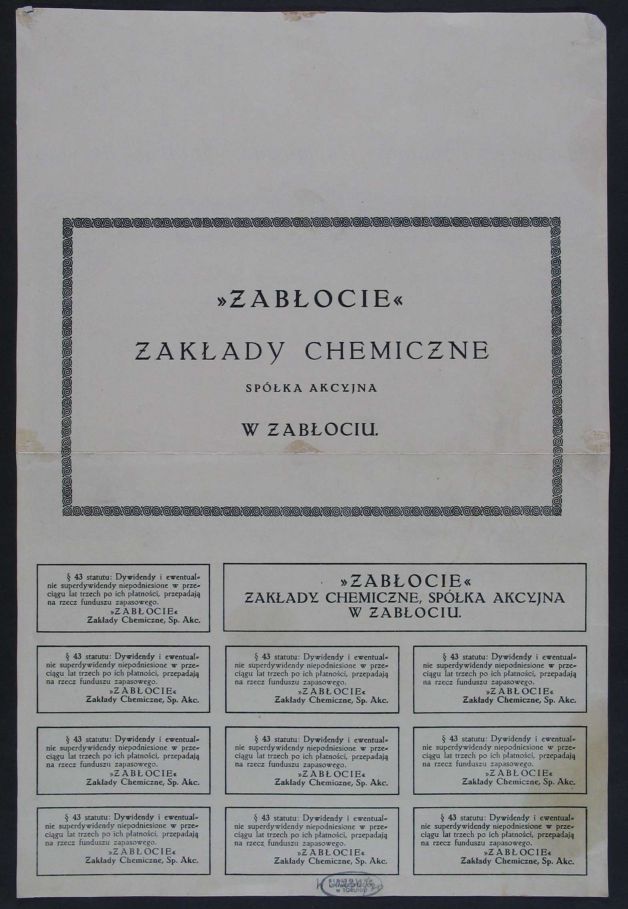 »ZABŁOCIE«
ZAKŁADY CHEMICZNE
SPÓŁKA AKCYJNA
W ZABŁOCIU.
§ 43 statutu: Dywidendy i ewentual-
nie superdywidendy niepodniesione w prze-
ciągu lat trzech po ich płatności, przepadają
na rzecz funduszu zapasowego.
»ZABŁOCIE«
Zakłady Chemiczne, Sp. Akc.
»ZABŁOCIE«
ZAKŁADY CHEMICZNE, SPÓŁKA AKCYJNA
W ZABŁOCIU.
§ 43 statutu: Dywidendy i ewentual-
nie superdywidendy niepodniesione w prze-
ciągu lat trzech po ich płatności, przepadają
na rzecz funduszu zapasowego.
»ZABŁOCIE«
Zakłady Chemiczne, Sp. Akc.
§ 43 statutu: Dywidendy i ewentual-
nie superdywidendy niepodniesione w prze-
ciągu lat trzech po ich płatności, przepadają
na rzecz funduszu zapasowego.
»ZABŁOCIE«
Zakłady Chemiczne, Sp. Akc.
§ 43 statutu: Dywidendy i ewentual-
nie superdywidendy niepodniesione w prze-
ciągu lat trzech po ich płatności, przepadają
na rzecz funduszu zapasowego.
»ZABŁOCIE«
Zakłady Chemiczne, Sp. Akc.
§ 43 statutu: Dywidendy i ewentual-
nie superdywidendy niepodniesione w prze-
ciągu lat trzech po ich płatności, przepadają
na rzecz funduszu zapasowego.
»ZABŁOCIE«
Zakłady Chemiczne, Sp. Akc.
§ 43 statutu: Dywidendy i ewentual-
nie superdywidendy niepodniesione w prze-
ciągu lat trzech po ich płatności, przepadają
na rzecz funduszu zapasowego.
»ZABŁOCIE«
Zakłady Chemiczne, Sp. Akc.
§ 43 statutu: Dywidendy i ewentual-
nie superdywidendy niepodniesione w prze-
ciągu lat trzech po ich płatności, przepadają
na rzecz funduszu zapasowego.
»ZABŁOCIE«
Zakłady Chemiczne, Sp. Akc.
§ 43 statutu: Dywidendy i ewentual-
nie superdywidendy niepodniesione w prze-
ciągu lat trzech po ich płatności, przepadają
na rzecz funduszu zapasowego.
»ZABŁOCIE«
Zakłady Chemiczne, Sp. Akc.
§ 43 statutu: Dywidendy i ewentual-
nie superdywidendy niepodniesione w prze-
ciągu lat trzech po ich płatności, przepadają
na rzecz funduszu zapasowego.
»ZABŁOCIE«
Zakłady Chemiczne, Sp. Akc.
§ 43 statutu: Dywidendy i ewentual-
nie superdywidendy niepodniesione w prze-
ciągu lat trzech po ich płatności, przepadają
na rzecz funduszu zapasowego.
»ZABŁOCIE«
Zakłady Chemiczne, Sp. Akc.
W TORUNIU